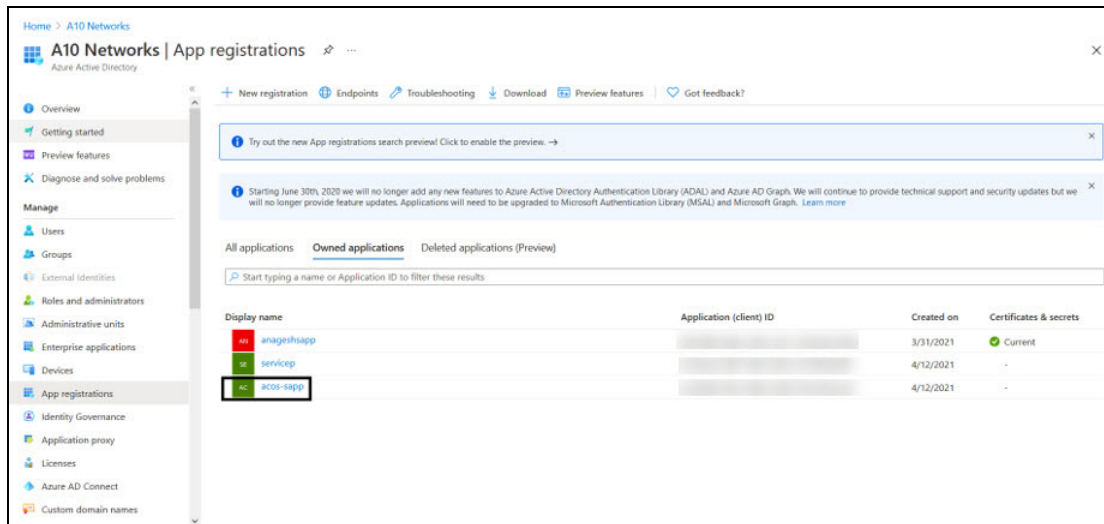 Home > A10 Networks
A10 Networks | App registrations
Azure Active Directory
Overview
Getting started
Preview features
Diagnose and solve problems
Manage
Users
Groups
External Identities
Roles and administrators
Administrative units
Enterprise applications
Devices
App registrations
Identity Governance
Application proxy
Licenses
Azure AD Connect
Custom domain names
New registration Endpoints Troubleshooting Download Preview features Got feedback?
Try out the new App registrations search preview! Click to enable the preview. →
Starting June 30th, 2020 we will no longer add any new features to Azure Active Directory Authentication Library (ADAL) and Azure AD Graph. We will continue to provide technical support and security updates but we
will no longer provide feature updates. Applications will need to be upgraded to Microsoft Authentication Library (MSAL) and Microsoft Graph. Learn more
All applications Owned applications Deleted applications (Preview)
Start typing a name or Application ID to filter these results
Display name Application (client) ID Created on Certificates & secrets
AN anageshsapp 3/31/2021 Current
SE servicep 4/12/2021 -
AC acos-sapp 4/12/2021 -